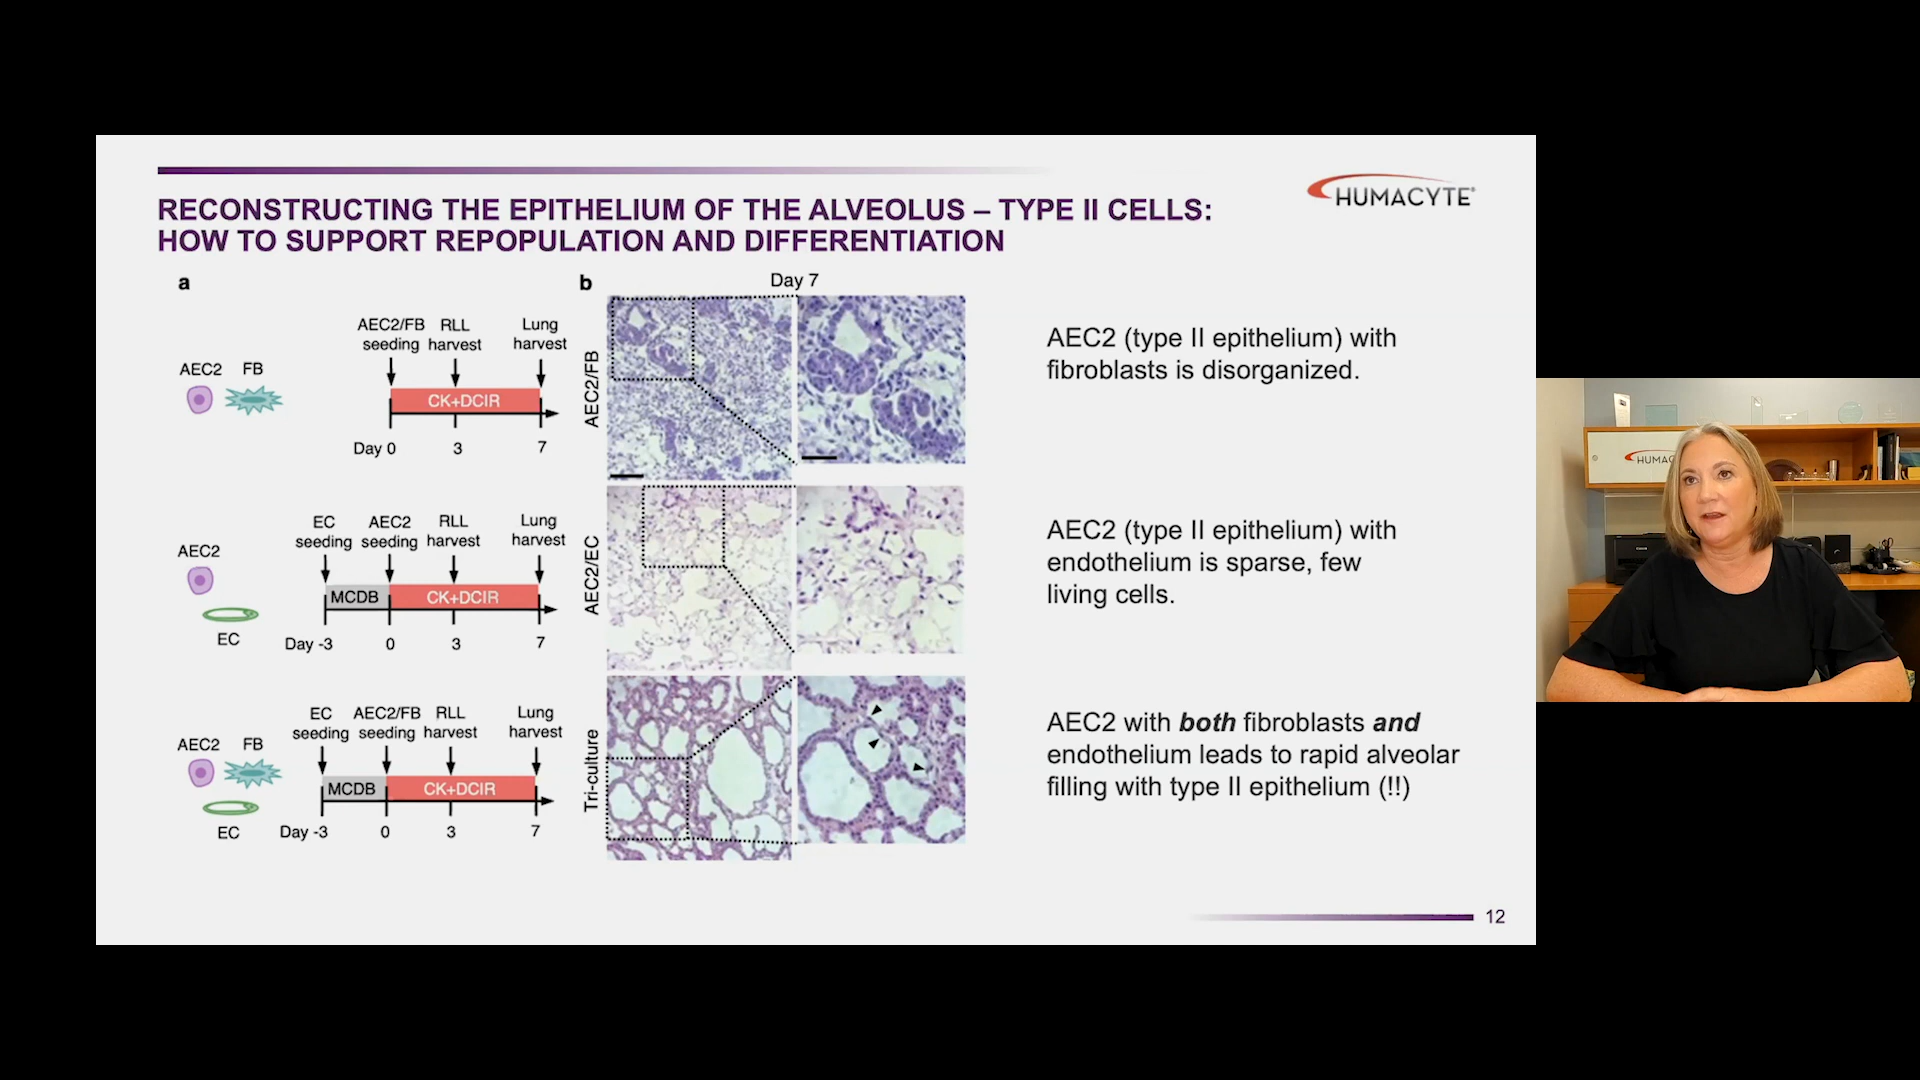 HUMACYTE®
RECONSTRUCTING THE EPITHELIUM OF THE ALVEOLUS – TYPE II CELLS:
HOW TO SUPPORT REPOPULATION AND DIFFERENTIATION
a
AEC2 FB
AEC2/FB seeding
RLL harvest
Lung harvest
CK+DCIR
Day 0 3 7
AEC2
EC
EC seeding
AEC2 seeding
RLL harvest
Lung harvest
MCDB CK+DCIR
Day -3 0 3 7
AEC2 FB
EC
EC seeding
AEC2/FB seeding
RLL harvest
Lung harvest
MCDB CK+DCIR
Day -3 0 3 7
b
Day 7
AEC2/FB
AEC2/EC
Tri-culture
AEC2 (type II epithelium) with
fibroblasts is disorganized.
AEC2 (type II epithelium) with
endothelium is sparse, few
living cells.
AEC2 with both fibroblasts and
endothelium leads to rapid alveolar
filling with type II epithelium (!!)
12
HUMAC